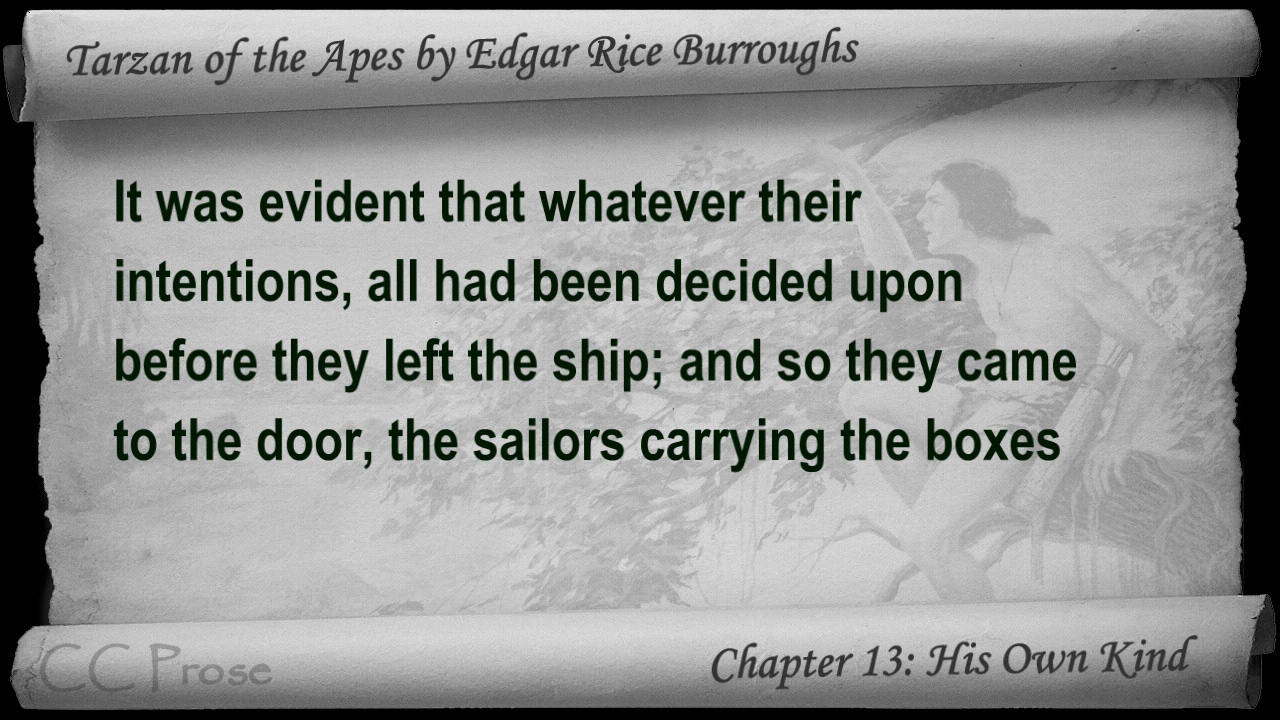 Tarzan of the Apes by Edgar Rice Burroughs
It was evident that whatever their
intentions, all had been decided upon
before they left the ship; and so they came
to the door, the sailors carrying the boxes
CC Prose
Chapter 13: His Own Kind